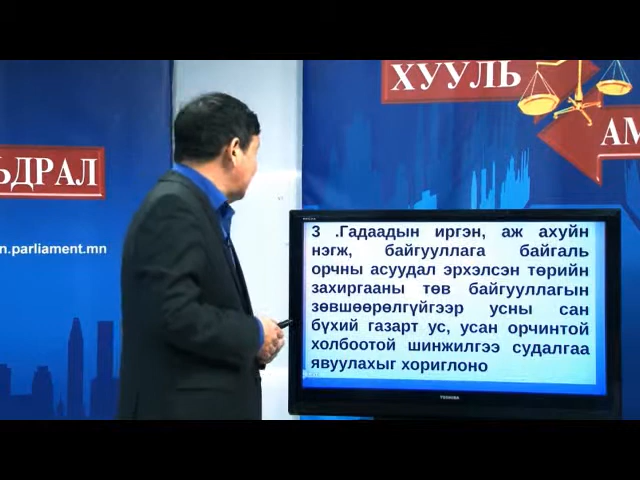 ХУУЛЬ
АМ
ЬДРАЛ
n.parliament.mn
3 .Гадаадын иргэн, аж ахуйн
нэгж, байгууллага байгаль
орчны асуудал эрхэлсэн төрийн
захиргааны төв байгууллагын
зөвшөөрөлгүйгээр усны сан
бүхий газарт ус, усан орчинтой
холбоотой шинжилгээ судалгаа
явуулахыг хориглоно
TOSHIBA